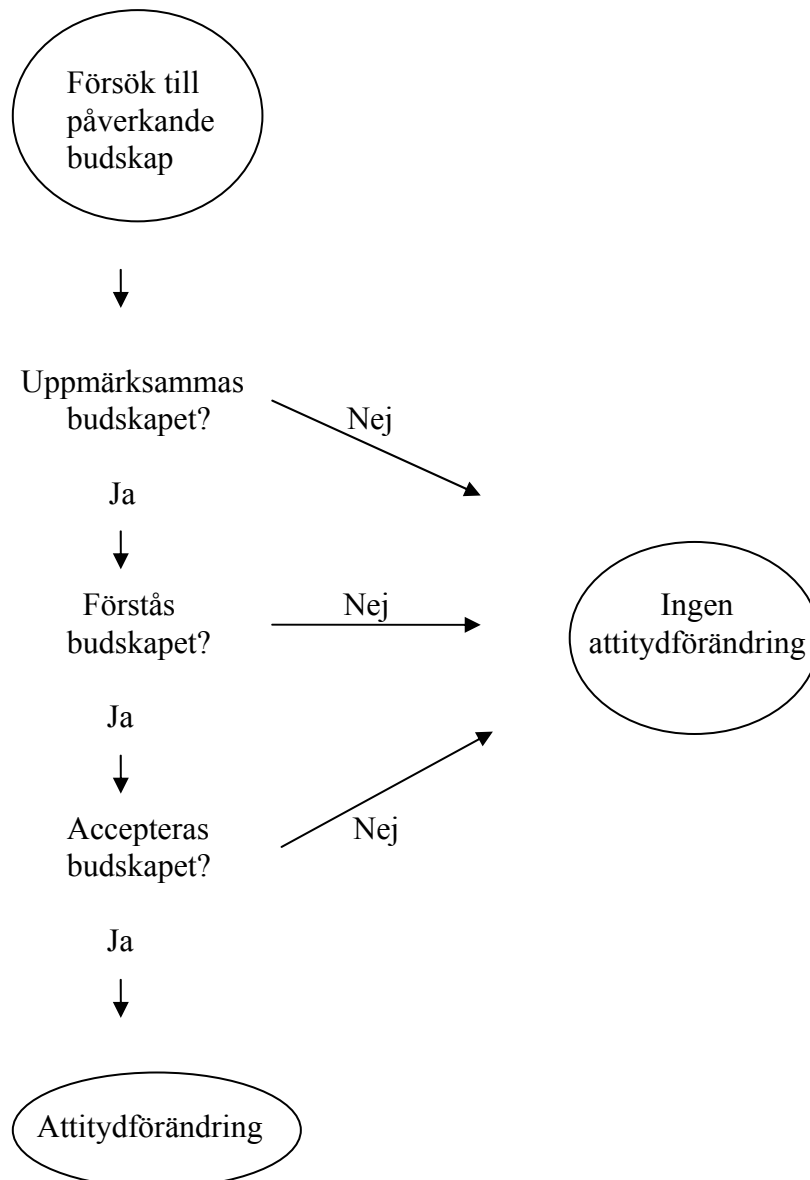 Försök till
påverkande
budskap
Uppmärksammas
budskapet?
Nej
Ja
Förstås
budskapet?
Nej
Ingen
attitydförändring
Ja
Accepteras
budskapet?
Nej
Ja
Attitydförändring